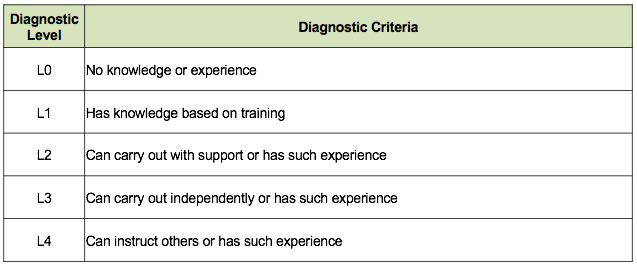 Diagnostic Level Diagnostic Criteria
L0 No knowledge or experience
L1 Has knowledge based on training
L2 Can carry out with support or has such experience
L3 Can carry out independently or has such experience
L4 Can instruct others or has such experience